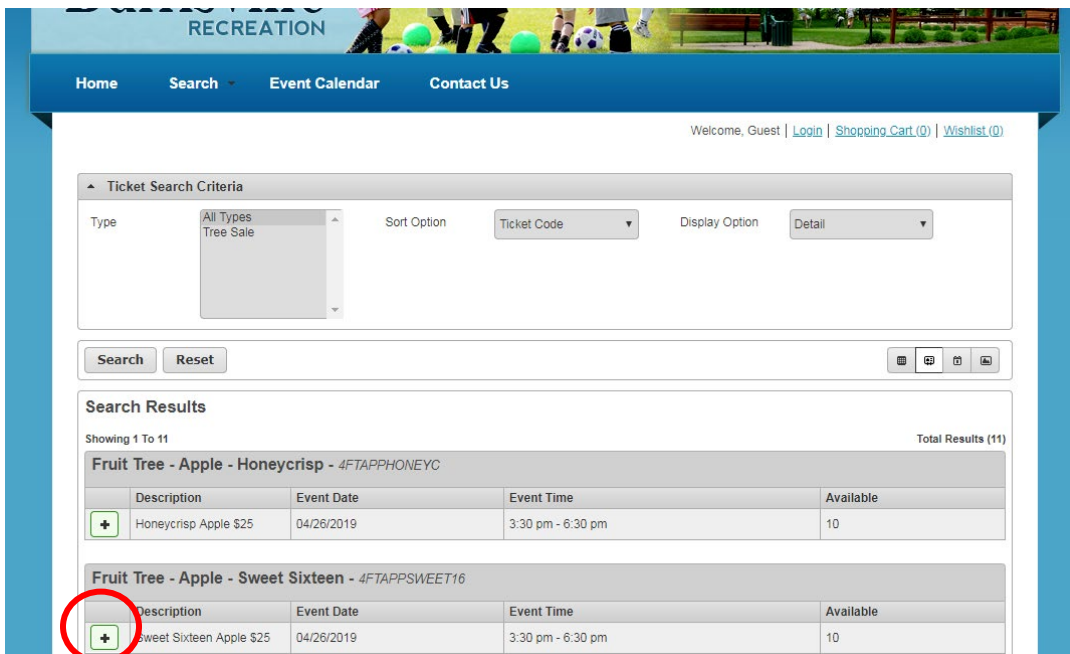 RECREATION
Home Search Event Calendar Contact Us
Welcome, Guest | Login | Shopping Cart (0) | Wishlist (0)
Ticket Search Criteria
Type All Types Sort Option Ticket Code Display Option Detail
Tree Sale
Search Reset
Search Results
Showing 1 To 11 Total Results (11)
Fruit Tree - Apple - Honeycrisp - 4FTAPPHONEYC
Description Event Date Event Time Available
Honeycrisp Apple $25 04/26/2019 3:30 pm - 6:30 pm 10
Fruit Tree - Apple - Sweet Sixteen - 4FTAPPSWEET16
Description Event Date Event Time Available
Sweet Sixteen Apple $25 04/26/2019 3:30 pm - 6:30 pm 10